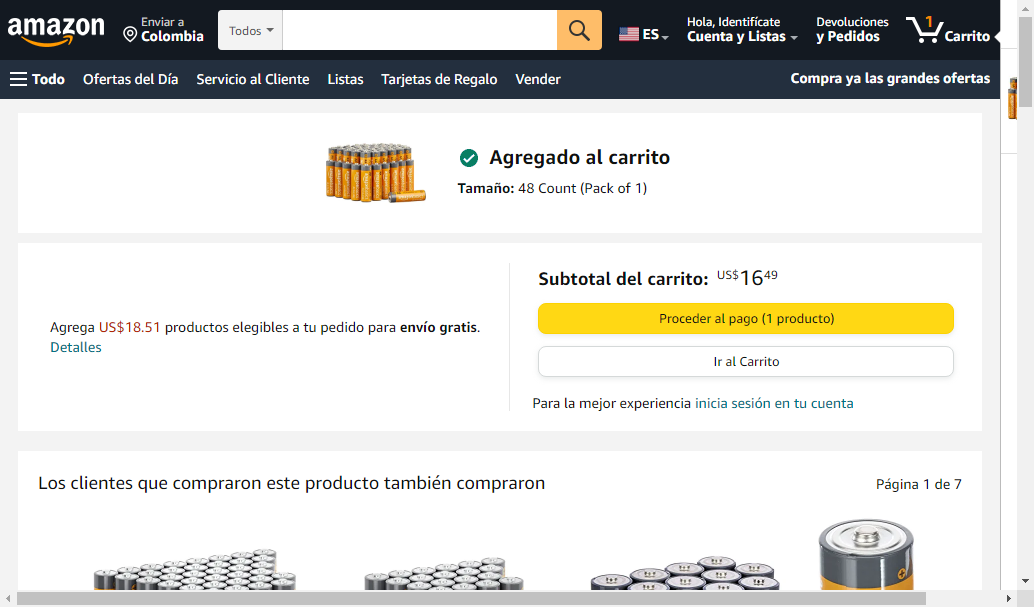 amazon
Enviar a
Colombia
Todos
ES
Hola, Identifícate
Cuenta y Listas
Devoluciones
y Pedidos
1
Carrito
Todo
Ofertas del Día
Servicio al Cliente
Listas
Tarjetas de Regalo
Vender
Compra ya las grandes ofertas
Agregado al carrito
Tamaño: 48 Count (Pack of 1)
Subtotal del carrito: US$16 49
Proceder al pago (1 producto)
Agrega US$18.51 productos elegibles a tu pedido para envío gratis.
Detalles
Ir al Carrito
Para la mejor experiencia inicia sesión en tu cuenta
Los clientes que compraron este producto también compraron
Página 1 de 7